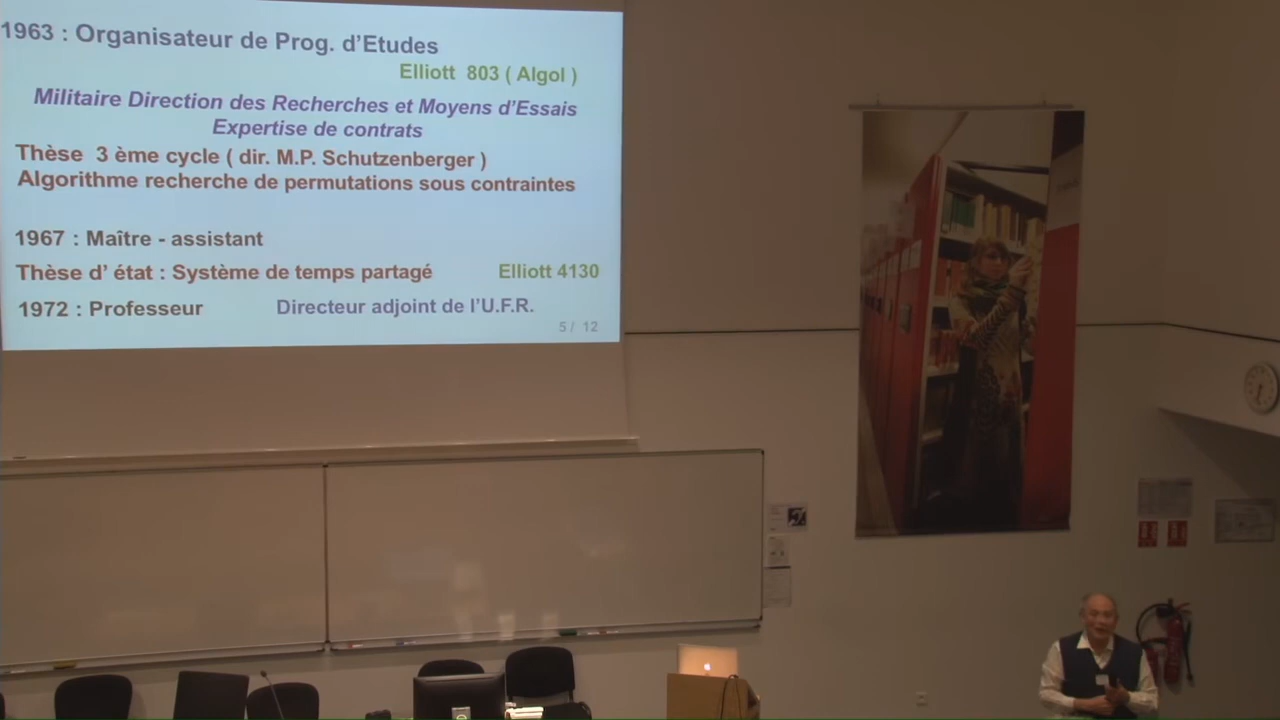 1963 : Organisateur de Prog. d'Etudes
Elliott 803 ( Algol )
Militaire Direction des Recherches et Moyens d'Essais
Expertise de contrats
Thèse 3 ème cycle ( dir. M.P. Schutzenberger )
Algorithme recherche de permutations sous contraintes
1967 : Maître - assistant
Thèse d' état : Système de temps partagé
Elliott 4130
1972 : Professeur
Directeur adjoint de l'U.F.R.
5 / 12